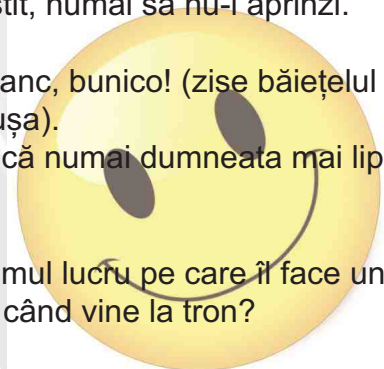 stit, numai să nu-l aprinzi.
anc, bunico! (zise băiețelul
ușa).
că numai dumneata mai lip
mul lucru pe care îl face un
când vine la tron?